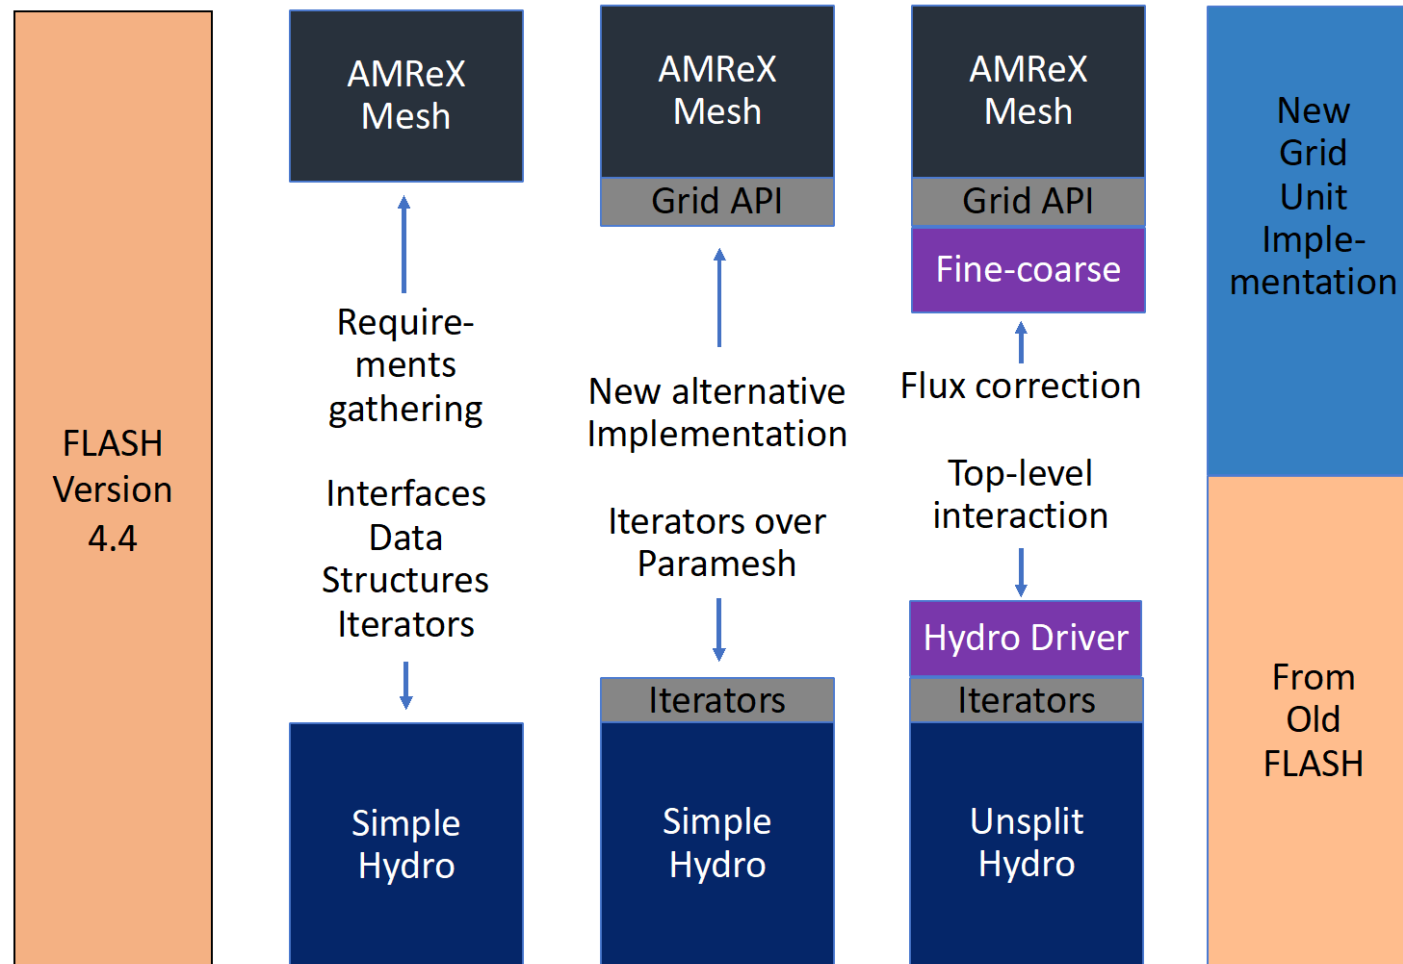 FLASH
Version
4.4
AMReX
Mesh
Require-
ments
gathering
Interfaces
Data
Structures
Iterators
Simple
Hydro
AMReX
Mesh
Grid API
New alternative
Implementation
Iterators over
Paramesh
Iterators
Simple
Hydro
AMReX
Mesh
Grid API
Fine-coarse
Flux correction
Top-level
interaction
Hydro Driver
Iterators
Unsplit
Hydro
New
Grid
Unit
Imple-
mentation
From
Old
FLASH